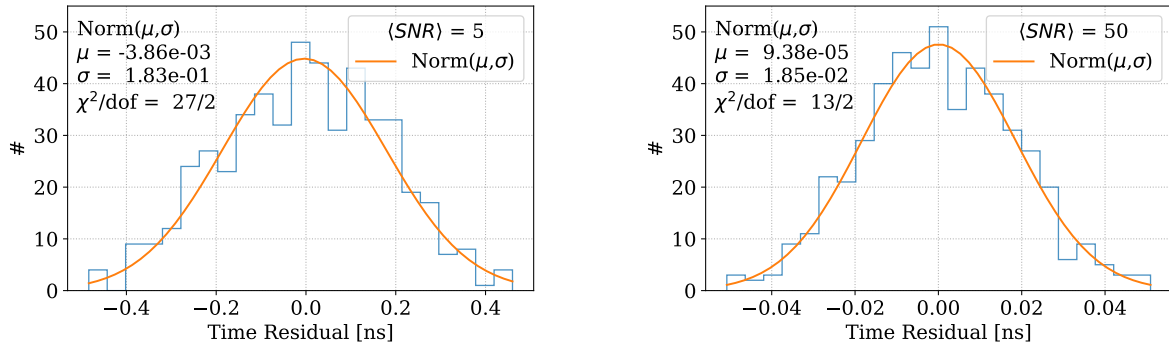 Norm(μ,σ)
μ = -3.86e-03
σ = 1.83e-01
χ²/dof = 27/2
⟨SNR⟩ = 5
Norm(μ,σ)
50
40
30
20
10
0
#
−0.4 −0.2 0.0 0.2 0.4
Time Residual [ns]
Norm(μ,σ)
μ = 9.38e-05
σ = 1.85e-02
χ²/dof = 13/2
⟨SNR⟩ = 50
Norm(μ,σ)
50
40
30
20
10
0
#
−0.04 −0.02 0.00 0.02 0.04
Time Residual [ns]